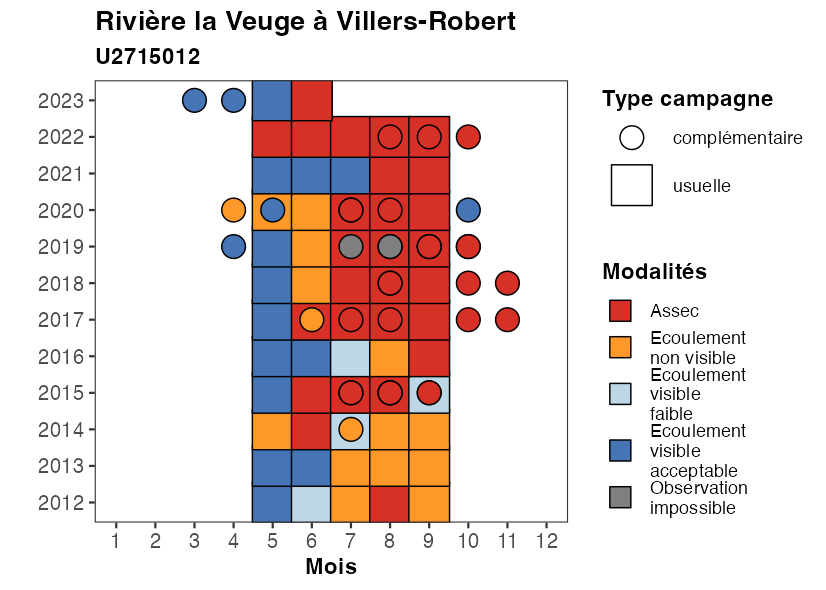 Rivière la Veuge à Villers-Robert
U2715012
2023
2022
2021
2020
2019
2018
2017
2016
2015
2014
2013
2012
1 2 3 4 5 6 7 8 9 10 11 12
Mois
Type campagne
complémentaire
usuelle
Modalités
Assec
Ecoulement
non visible
Ecoulement
visible
faible
Ecoulement
visible
acceptable
Observation
impossible